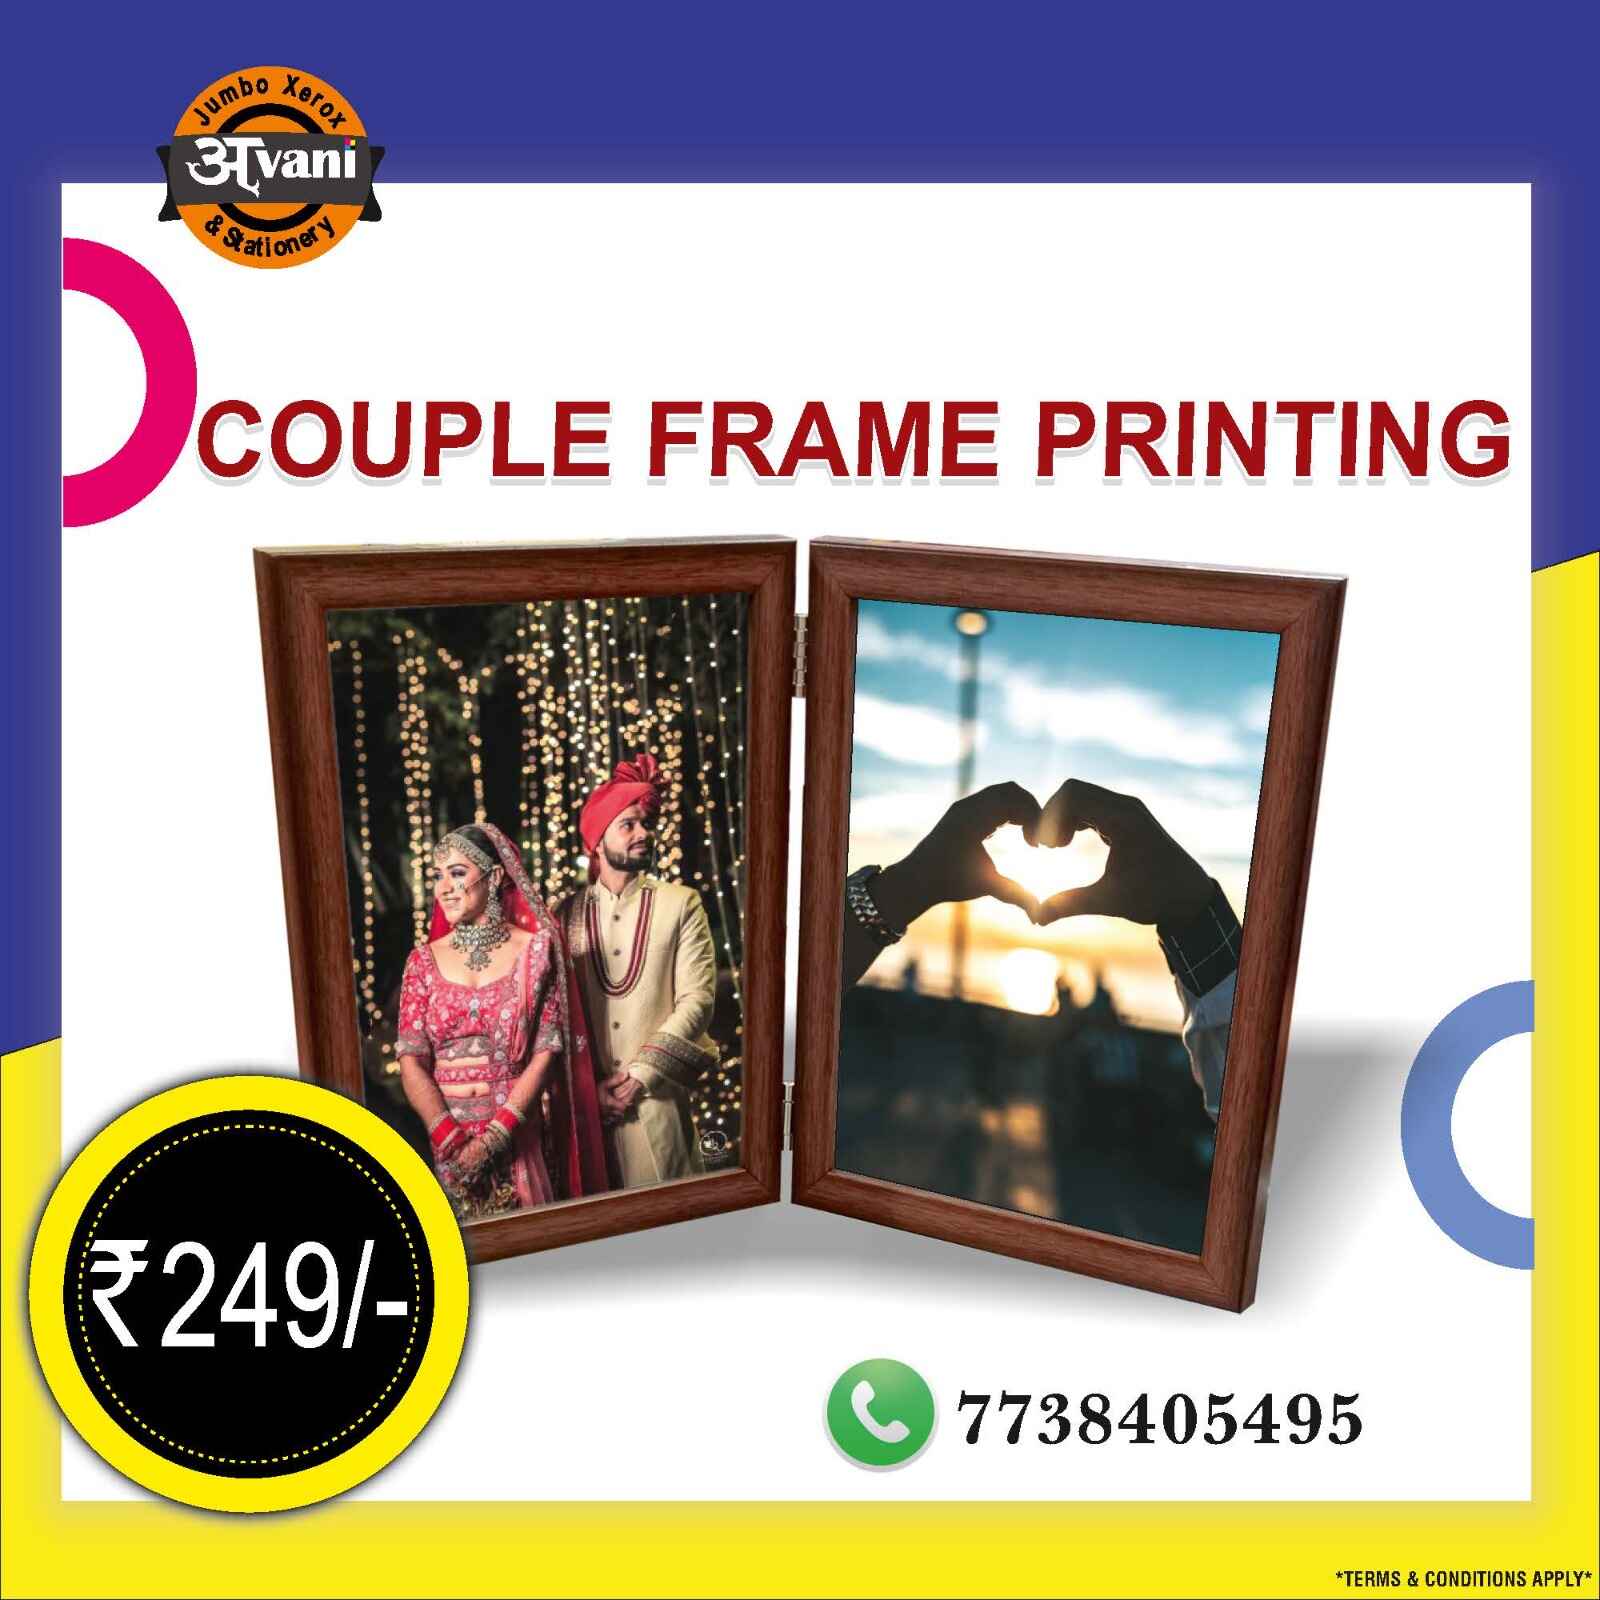 Jumbo Xerox
अvani
& Stationery
COUPLE FRAME PRINTING
₹249/-
7738405495
*TERMS & CONDITIONS APPLY*